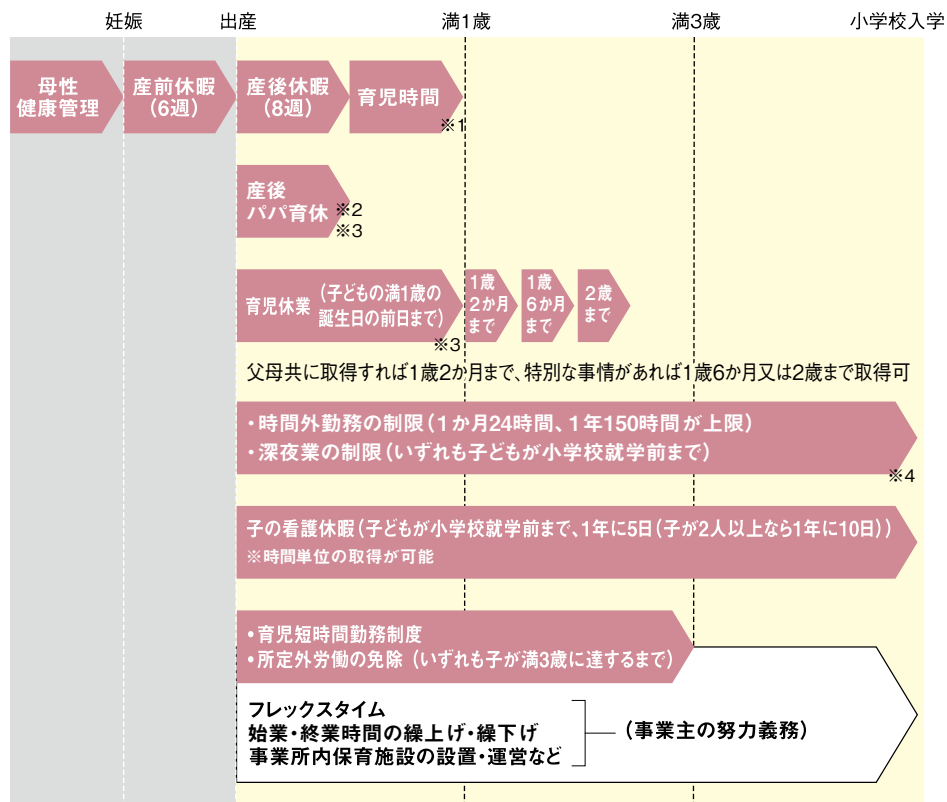 妊娠 出産 満1歳 満3歳 小学校入学
母性
健康管理
産前休暇
（6週）
産後休暇
（8週）
育児時間
※1
産後
パパ育休
※2
※3
育児休業
（子どもの満1歳の
誕生日の前日まで）
※3
1歳
2か月
まで
1歳
6か月
まで
2歳
まで
父母共に取得すれば1歳2か月まで、特別な事情があれば1歳6か月又は2歳まで取得可
・時間外勤務の制限（1か月24時間、1年150時間が上限）
・深夜業の制限（いずれも子どもが小学校就学前まで）
※4
子の看護休暇（子どもが小学校就学前まで、1年に5日（子が2人以上なら1年に10日））
※時間単位の取得が可能
・育児短時間勤務制度
・所定外労働の免除（いずれも子が満3歳に達するまで）
フレックスタイム
始業・終業時間の繰上げ・繰下げ
事業所内保育施設の設置・運営など
（事業主の努力義務）